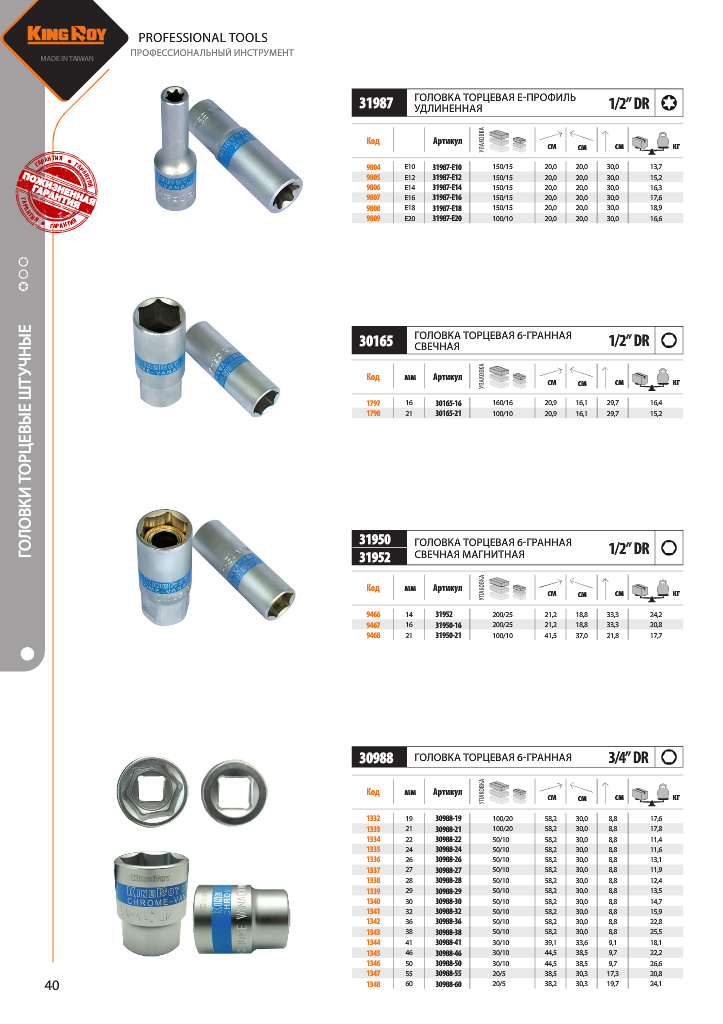 KING ROY
MADE IN TAIWAN
PROFESSIONAL TOOLS
ПРОФЕССИОНАЛЬНЫЙ ИНСТРУМЕНТ
ГАРАНТИЯ ГАРАНТИЯ
ПОЖИЗНЕННАЯ
ГАРАНТИЯ
ГАРАНТИЯ ГАРАНТИЯ
ГОЛОВКИ ТОРЦЕВЫЕ ШТУЧНЫЕ
31987 ГОЛОВКА ТОРЦЕВАЯ Е-ПРОФИЛЬ 1/2” DR
УДЛИНЕННАЯ
Код Артикул УПАКОВКА см см см кг
9804 E10 31987-E10 150/15 20,0 20,0 30,0 13,7
9805 E12 31987-E12 150/15 20,0 20,0 30,0 15,2
9806 E14 31987-E14 150/15 20,0 20,0 30,0 16,3
9807 E16 31987-E16 150/15 20,0 20,0 30,0 17,6
9808 E18 31987-E18 150/15 20,0 20,0 30,0 18,9
9809 E20 31987-E20 100/10 20,0 20,0 30,0 16,6
30165 ГОЛОВКА ТОРЦЕВАЯ 6-ГРАННАЯ 1/2” DR
СВЕЧНАЯ
Код мм Артикул УПАКОВКА см см см кг
1797 16 30165-16 160/16 20,9 16,1 29,7 16,4
1798 21 30165-21 100/10 20,9 16,1 29,7 15,2
31950 ГОЛОВКА ТОРЦЕВАЯ 6-ГРАННАЯ 1/2” DR
31952 СВЕЧНАЯ МАГНИТНАЯ
Код мм Артикул УПАКОВКА см см см кг
9466 14 31952 200/25 21,2 18,8 33,3 24,2
9467 16 31950-16 200/25 21,2 18,8 33,3 20,8
9468 21 31950-21 100/10 41,5 37,0 21,8 17,7
30988 ГОЛОВКА ТОРЦЕВАЯ 6-ГРАННАЯ 3/4” DR
Код мм Артикул УПАКОВКА см см см кг
1332 19 30988-19 100/20 58,2 30,0 8,8 17,6
1333 21 30988-21 100/20 58,2 30,0 8,8 17,8
1334 22 30988-22 50/10 58,2 30,0 8,8 11,4
1335 24 30988-24 50/10 58,2 30,0 8,8 11,6
1336 26 30988-26 50/10 58,2 30,0 8,8 13,1
1337 27 30988-27 50/10 58,2 30,0 8,8 11,9
1338 28 30988-28 50/10 58,2 30,0 8,8 12,4
1339 29 30988-29 50/10 58,2 30,0 8,8 13,5
1340 30 30988-30 50/10 58,2 30,0 8,8 14,7
1341 32 30988-32 50/10 58,2 30,0 8,8 15,9
1342 36 30988-36 50/10 58,2 30,0 8,8 22,8
1343 38 30988-38 50/10 58,2 30,0 8,8 25,5
1344 41 30988-41 30/10 39,1 33,6 9,1 18,1
1345 46 30988-46 30/10 44,5 38,5 9,7 22,2
1346 50 30988-50 30/10 44,5 38,5 9,7 26,6
1347 55 30988-55 20/5 38,5 30,3 17,3 20,8
1348 60 30988-60 20/5 38,2 30,3 19,7 24,1
KING ROY
KING ROY
CHROME-VAN
VANADIUM
40